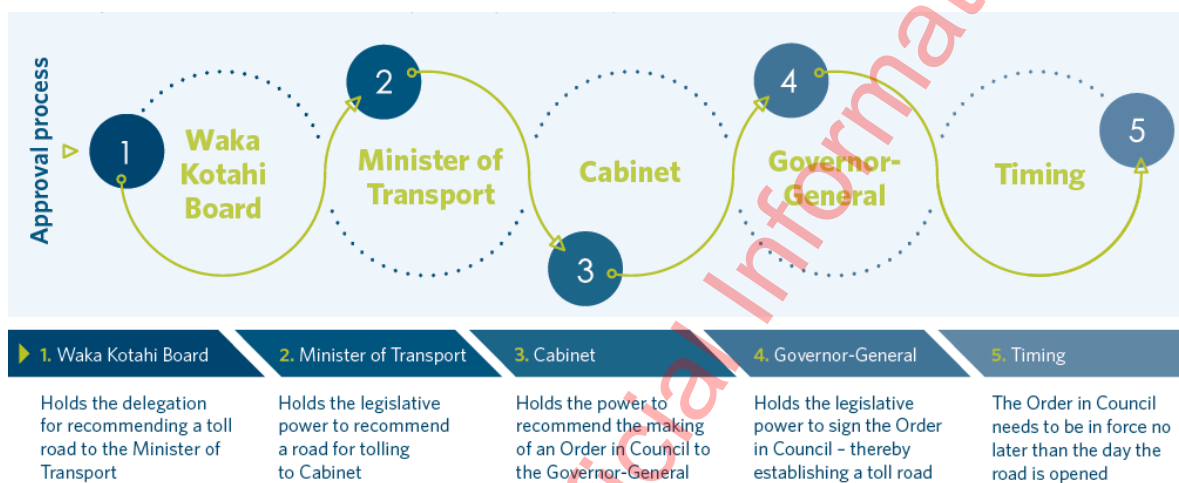 Approval process
1
Waka
Kotahi
Board
2
Minister of
Transport
Cabinet
3
4
Governor-
General
Timing
5
1. Waka Kotahi Board
Holds the delegation
for recommending a toll
road to the Minister of
Transport
2. Minister of Transport
Holds the legislative
power to recommend
a road for tolling
to Cabinet
3. Cabinet
Holds the power to
recommend the making
of an Order in Council to
the Governor-General
4. Governor-General
Holds the legislative
power to sign the Order
in Council – thereby
establishing a toll road
5. Timing
The Order in Council
needs to be in force no
later than the day the
road is opened